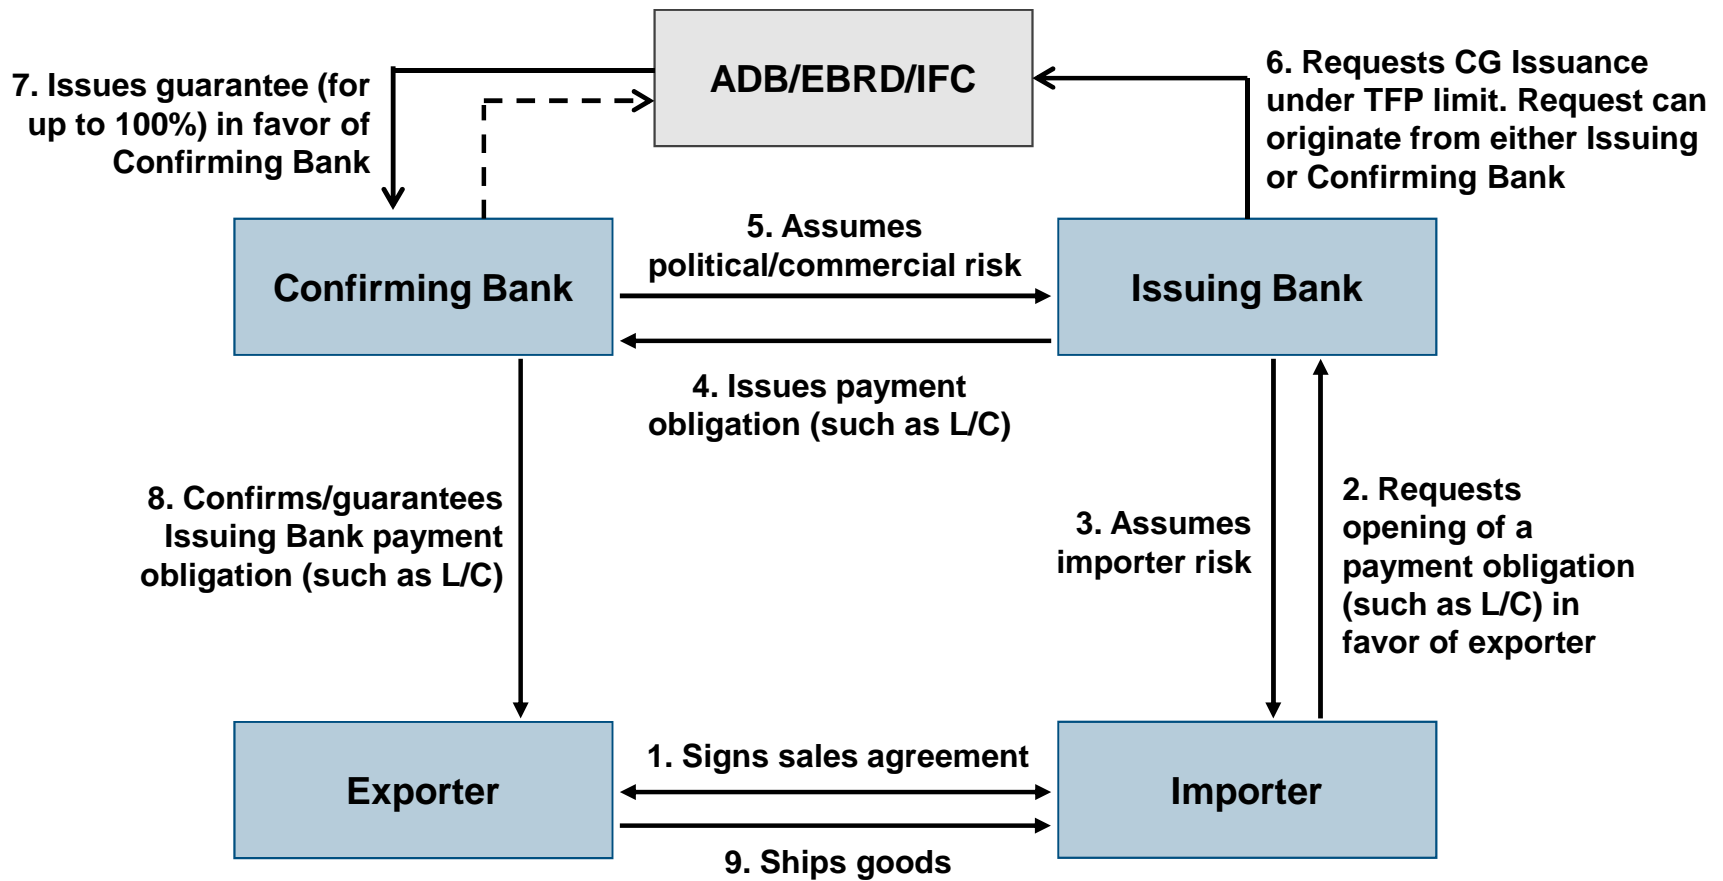 ADB/EBRD/IFC
7. Issues guarantee (for
up to 100%) in favor of
Confirming Bank
6. Requests CG Issuance
under TFP limit. Request can
originate from either Issuing
or Confirming Bank
Confirming Bank
5. Assumes
political/commercial risk
Issuing Bank
4. Issues payment
obligation (such as L/C)
8. Confirms/guarantees
Issuing Bank payment
obligation (such as L/C)
3. Assumes
importer risk
2. Requests
opening of a
payment obligation
(such as L/C) in
favor of exporter
Exporter
1. Signs sales agreement
Importer
9. Ships goods